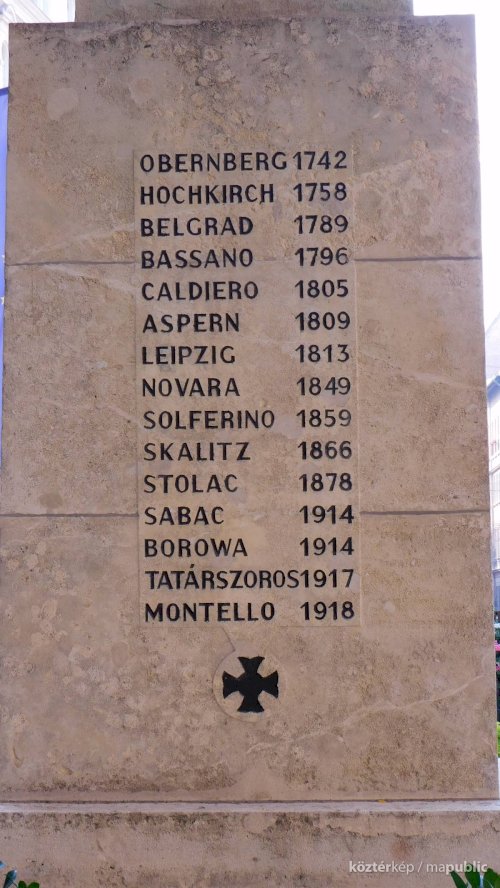 OBERNBERG 1742
HOCHKIRCH 1758
BELGRAD 1789
BASSANO 1796
CALDIERO 1805
ASPERN 1809
LEIPZIG 1813
NOVARA 1849
SOLFERINO 1859
SKALITZ 1866
STOLAC 1878
SABAC 1914
BOROWA 1914
TATÁRSZOROS 1917
MONTELLO 1918
köztérkép / mapublic